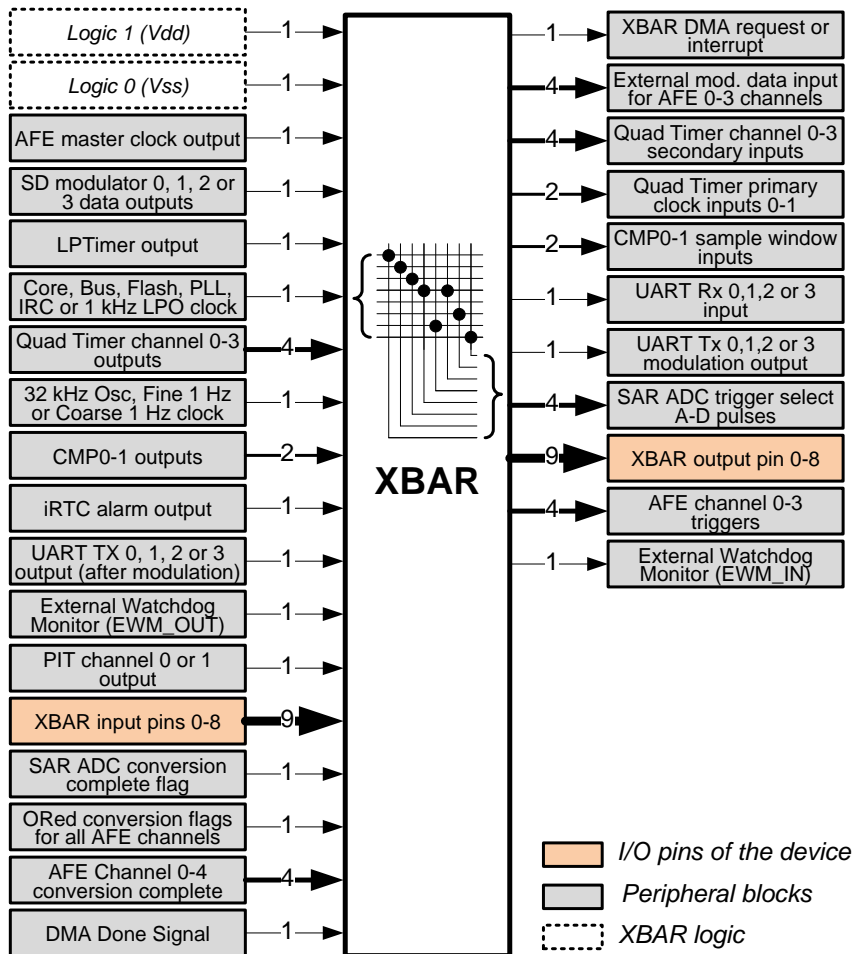 Logic 1 (Vdd)
1
Logic 0 (Vss)
1
AFE master clock output
1
SD modulator 0, 1, 2 or
3 data outputs
1
LPTimer output
1
Core, Bus, Flash, PLL,
IRC or 1 kHz LPO clock
1
Quad Timer channel 0-3
outputs
4
32 kHz Osc, Fine 1 Hz
or Coarse 1 Hz clock
1
CMP0-1 outputs
2
iRTC alarm output
1
UART TX 0, 1, 2 or 3
output (after modulation)
1
External Watchdog
Monitor (EWM_OUT)
1
PIT channel 0 or 1
output
1
XBAR input pins 0-8
9
SAR ADC conversion
complete flag
1
ORed conversion flags
for all AFE channels
1
AFE Channel 0-4
conversion complete
4
DMA Done Signal
1
XBAR
1
XBAR DMA request or
interrupt
4
External mod. data input
for AFE 0-3 channels
4
Quad Timer channel 0-3
secondary inputs
2
Quad Timer primary
clock inputs 0-1
2
CMP0-1 sample window
inputs
1
UART Rx 0,1,2 or 3
input
1
UART Tx 0,1,2 or 3
modulation output
4
SAR ADC trigger select
A-D pulses
9
XBAR output pin 0-8
4
AFE channel 0-3
triggers
1
External Watchdog
Monitor (EWM_IN)
I/O pins of the device
Peripheral blocks
XBAR logic